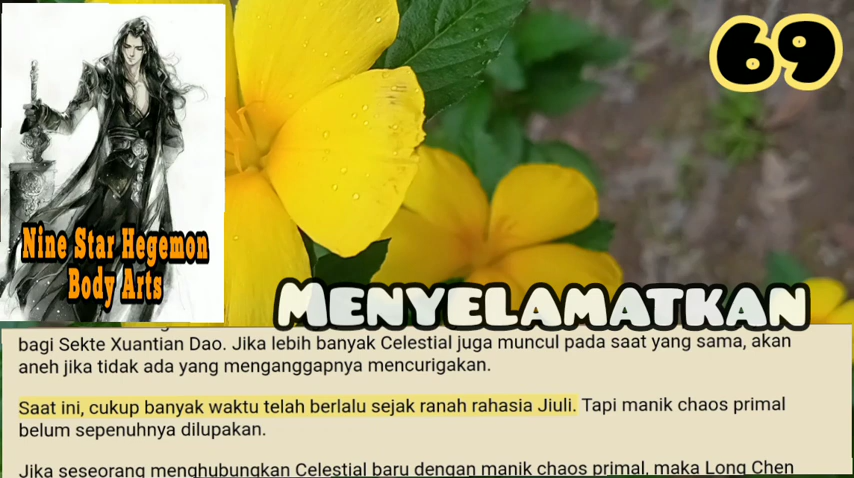 69
Nine Star Hegemon
Body Arts
Menyelamatkan
bagi Sekte Xuantian Dao. Jika lebih banyak Celestial juga muncul pada saat yang sama, akan
aneh jika tidak ada yang menganggapnya mencurigakan.
Saat ini, cukup banyak waktu telah berlalu sejak ranah rahasia Jiuli. Tapi manik chaos primal
belum sepenuhnya dilupakan.
Jika seseorang menghubungkan Celestial baru dengan manik chaos primal, maka Long Chen